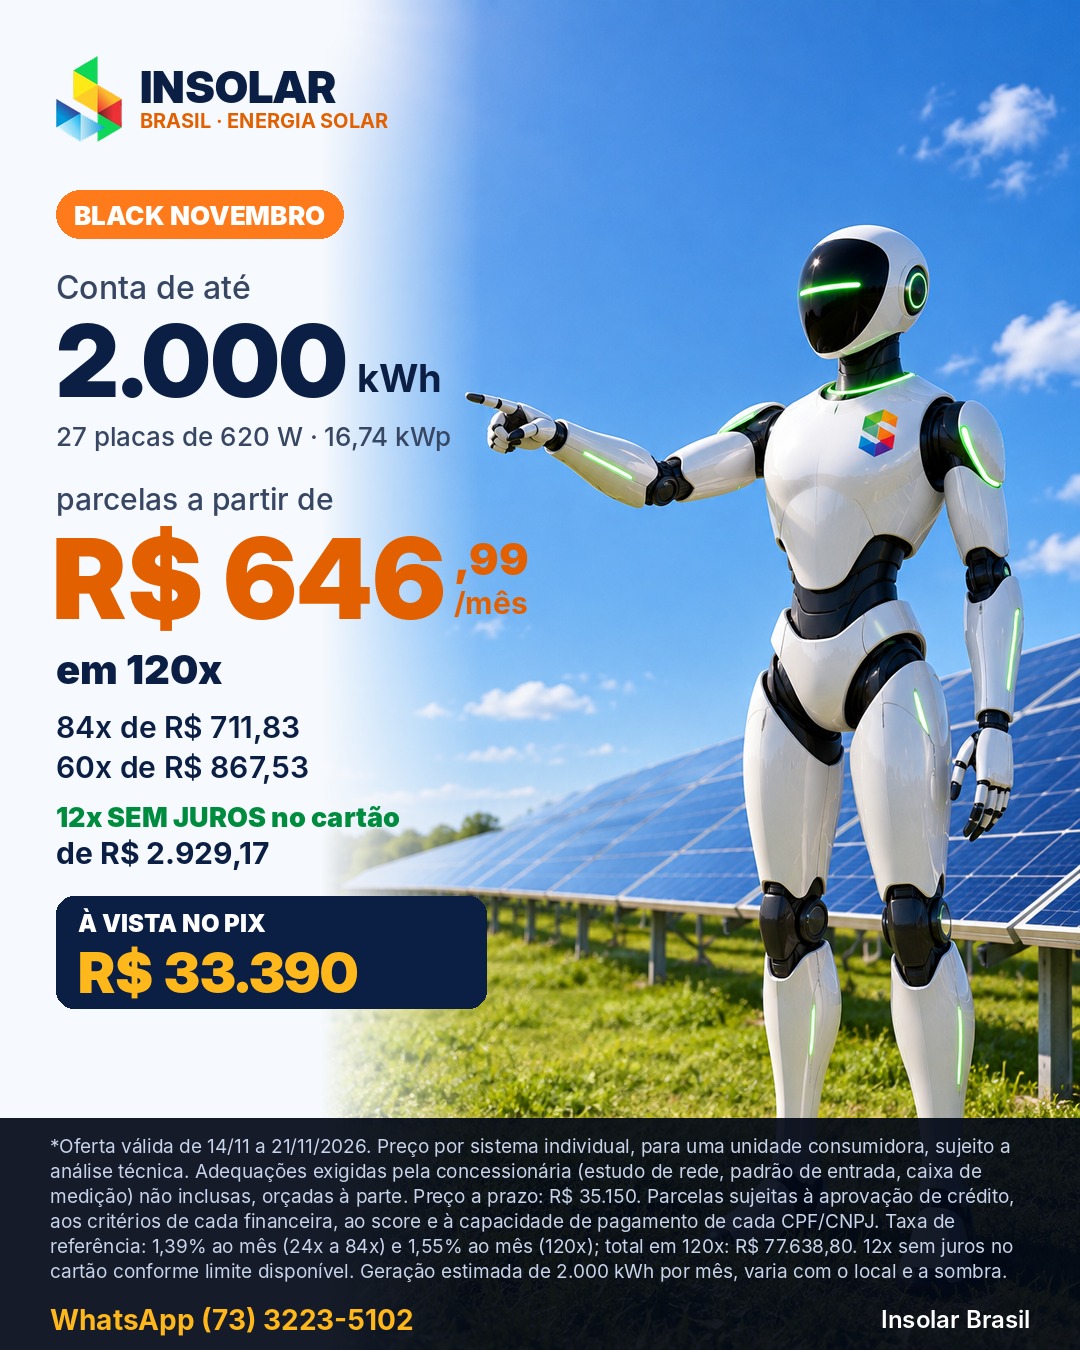 INSOLAR
BRASIL · ENERGIA SOLAR
BLACK NOVEMBRO
Conta de até
2.000 kWh
27 placas de 620 W · 16,74 kWp
parcelas a partir de
R$ 646,99 /mês
em 120x
84x de R$ 711,83
60x de R$ 867,53
12x SEM JUROS no cartão
de R$ 2.929,17
À VISTA NO PIX
R$ 33.390
*Oferta válida de 14/11 a 21/11/2026. Preço por sistema individual, para uma unidade consumidora, sujeito a
análise técnica. Adequações exigidas pela concessionária (estudo de rede, padrão de entrada, caixa de
medição) não inclusas, orçadas à parte. Preço a prazo: R$ 35.150. Parcelas sujeitas à aprovação de crédito,
aos critérios de cada financeira, ao score e à capacidade de pagamento de cada CPF/CNPJ. Taxa de
referência: 1,39% ao mês (24x a 84x) e 1,55% ao mês (120x); total em 120x: R$ 77.638,80. 12x sem juros no
cartão conforme limite disponível. Geração estimada de 2.000 kWh por mês, varia com o local e a sombra.
WhatsApp (73) 3223-5102
Insolar Brasil